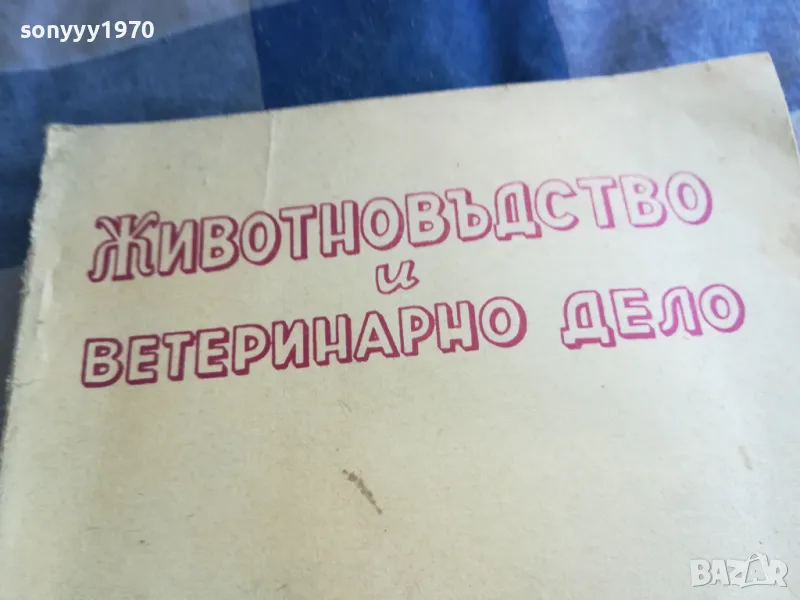 sonyyy1970
ЖИВОТНОВЪДСТВО
и
ВЕТЕРИНАРНО ДЕЛО
BAZAR